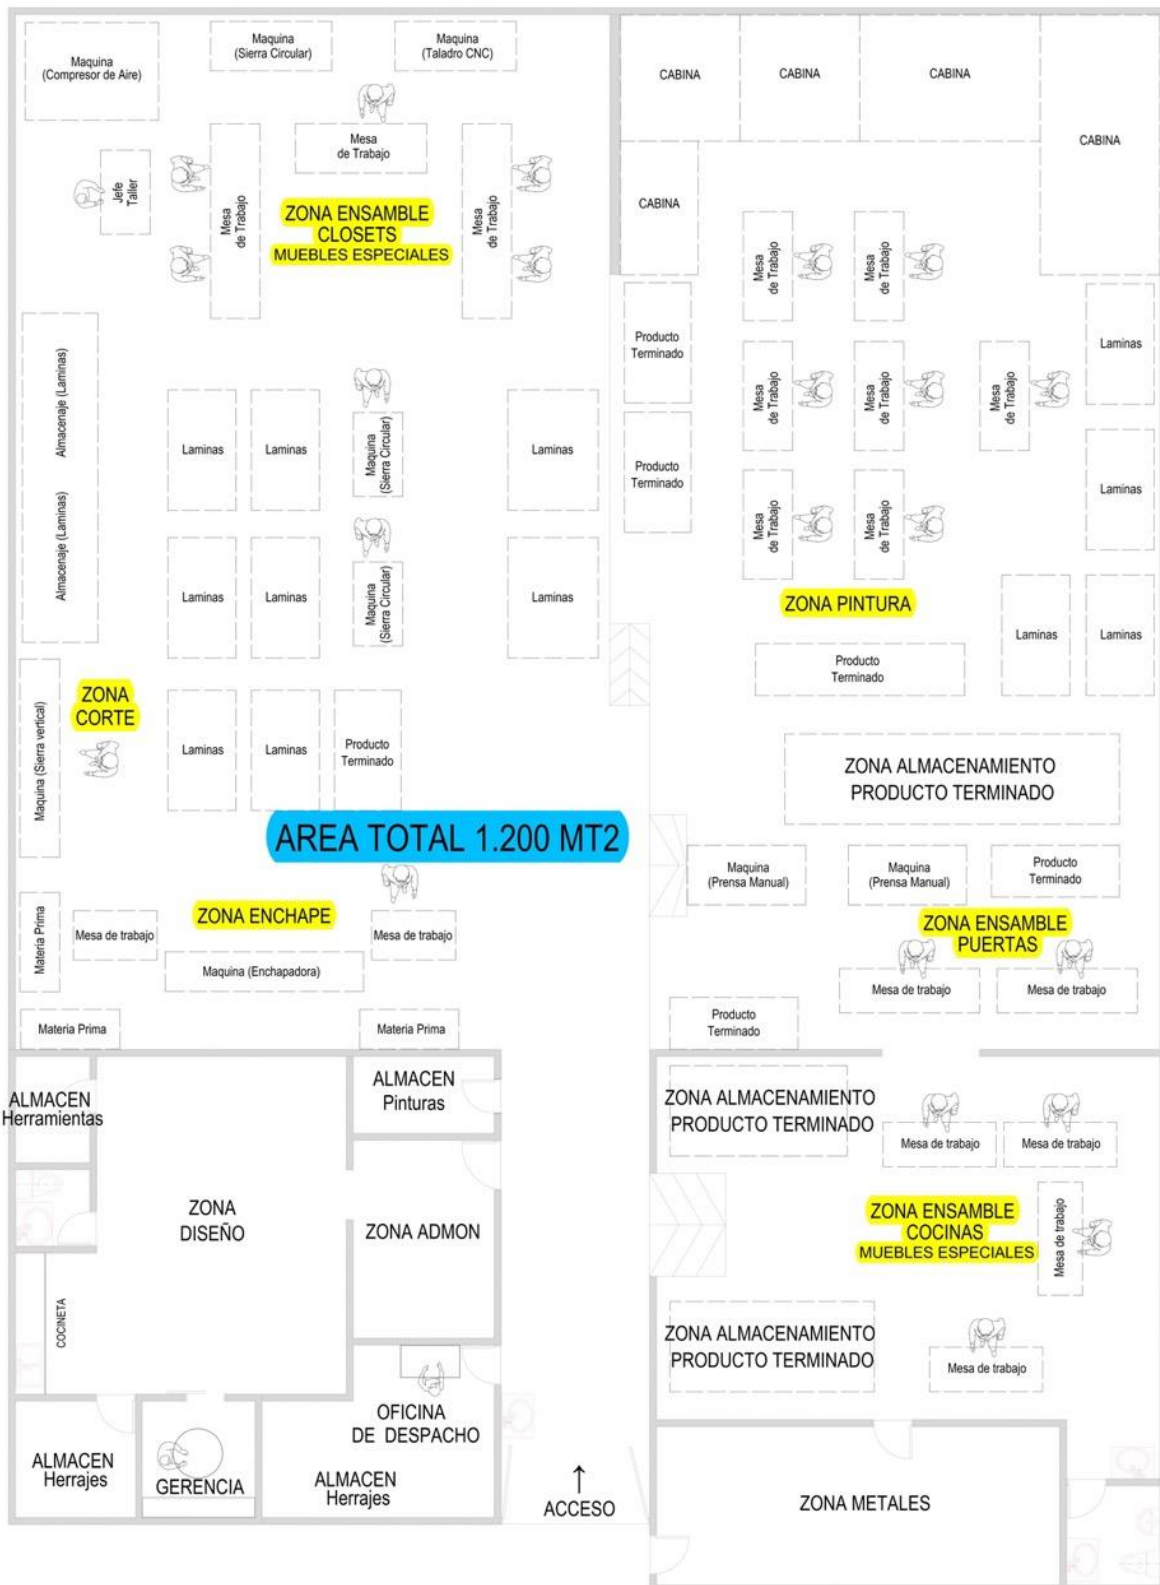 Maquina
(Compresor de Aire)
Maquina
(Sierra Circular)
Maquina
(Taladro CNC)
Mesa
de Trabajo
Jefe
Taller
Mesa
de Trabajo
ZONA ENSAMBLE
CLOSETS
MUEBLES ESPECIALES
Mesa
de Trabajo
Almacenaje (Laminas)
Almacenaje (Laminas)
Laminas
Laminas
Maquina
(Sierra Circular)
Laminas
Laminas
Laminas
Maquina
(Sierra Circular)
Laminas
Maquina (Sierra vertical)
ZONA
CORTE
Laminas
Laminas
Producto
Terminado
AREA TOTAL 1.200 MT2
Materia Prima
Mesa de trabajo
ZONA ENCHAPE
Mesa de trabajo
Maquina (Enchapadora)
Materia Prima
Materia Prima
CABINA
CABINA
CABINA
CABINA
CABINA
Mesa
de Trabajo
Mesa
de Trabajo
Producto
Terminado
Laminas
Mesa
de Trabajo
Mesa
de Trabajo
Mesa
de Trabajo
Producto
Terminado
Laminas
Mesa
de Trabajo
Mesa
de Trabajo
ZONA PINTURA
Laminas
Laminas
Producto
Terminado
ZONA ALMACENAMIENTO
PRODUCTO TERMINADO
Maquina
(Prensa Manual)
Maquina
(Prensa Manual)
Producto
Terminado
ZONA ENSAMBLE
PUERTAS
Mesa de trabajo
Mesa de trabajo
Producto
Terminado
ALMACEN
Herramientas
ALMACEN
Pinturas
ZONA
DISEÑO
ZONA ADMON
COCINETA
OFICINA
DE DESPACHO
ALMACEN
Herrajes
GERENCIA
ALMACEN
Herrajes
↑
ACCESO
ZONA ALMACENAMIENTO
PRODUCTO TERMINADO
Mesa de trabajo
Mesa de trabajo
ZONA ENSAMBLE
COCINAS
MUEBLES ESPECIALES
Mesa de trabajo
ZONA ALMACENAMIENTO
PRODUCTO TERMINADO
Mesa de trabajo
ZONA METALES